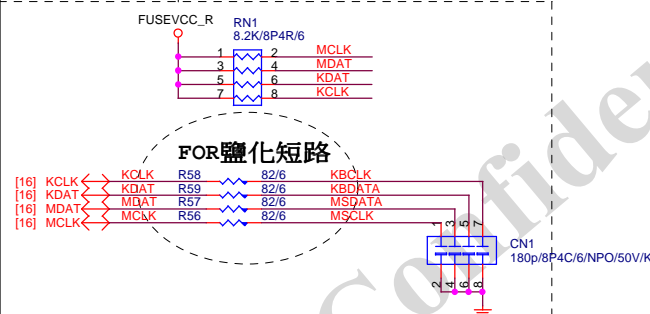 FUSEVCC_R
RN1
8.2K/8P4R/6
1 2 MCLK
3 4 MDAT
5 6 KDAT
7 8 KCLK
FOR鹽化短路
[16] KCLK KCLK R58 82/6 KBCLK
[16] KDAT KDAT R59 82/6 KBDATA
[16] MDAT MDAT R57 82/6 MSDATA
[16] MCLK MCLK R56 82/6 MSCLK
1 3 5 7
CN1
180p/8P4C/6/NPO/50V/K
2 4 6 8
Confiden